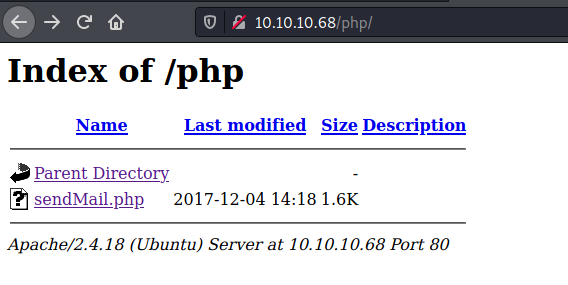 10.10.10.68/php/
Index of /php
Name Last modified Size Description
Parent Directory -
sendMail.php 2017-12-04 14:18 1.6K
Apache/2.4.18 (Ubuntu) Server at 10.10.10.68 Port 80